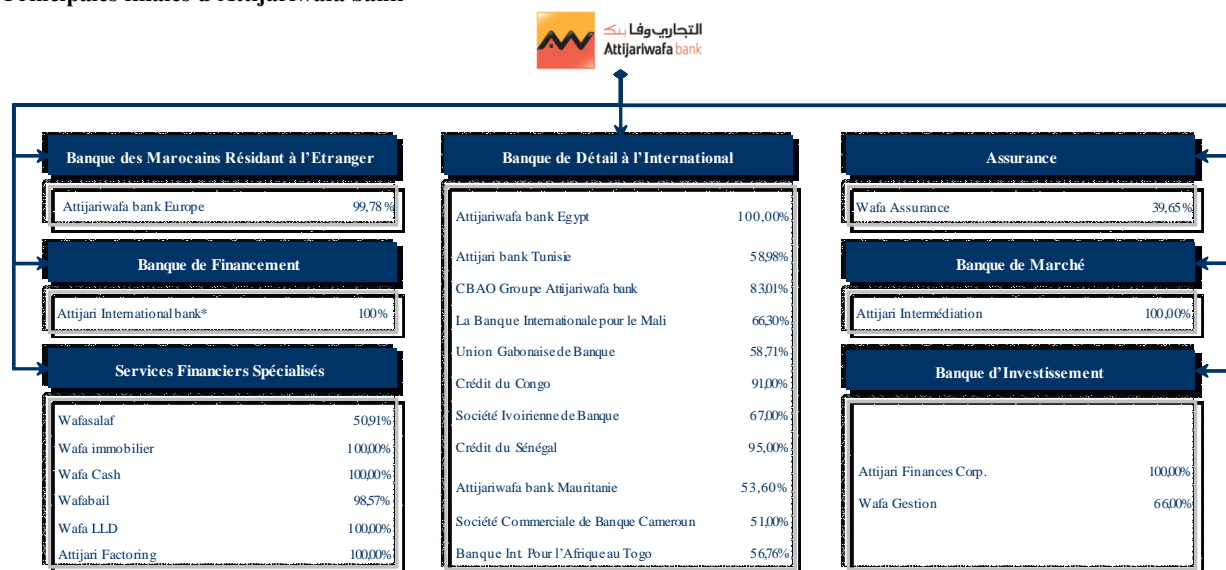 التجاري وفا بنك
Attijariwafa bank
Banque des Marocains Résidant à l'Etranger
Attijariwafa bank Europe 99,78 %
Banque de Financement
Attijari International bank* 100%
Services Financiers Spécialisés
Wafasalaf 50,91%
Wafa immobilier 100,00%
Wafa Cash 100,00%
Wafabail 98,57%
Wafa LLD 100,00%
Attijari Factoring 100,00%
Banque de Détail à l'International
Attijariwafa bank Egypt 100,00%
Attijari bank Tunisie 58,98%
CBAO Groupe Attijariwafa bank 83,01%
La Banque Internationale pour le Mali 66,30%
Union Gabonaise de Banque 58,71%
Crédit du Congo 91,00%
Société Ivoirienne de Banque 67,00%
Crédit du Sénégal 95,00%
Attijariwafa bank Mauritanie 53,60%
Société Commerciale de Banque Cameroun 51,00%
Banque Int. Pour l'Afrique au Togo 56,76%
Assurance
Wafa Assurance 39,65%
Banque de Marché
Attijari Intermédiation 100,00%
Banque d'Investissement
Attijari Finances Corp. 100,00%
Wafa Gestion 66,00%